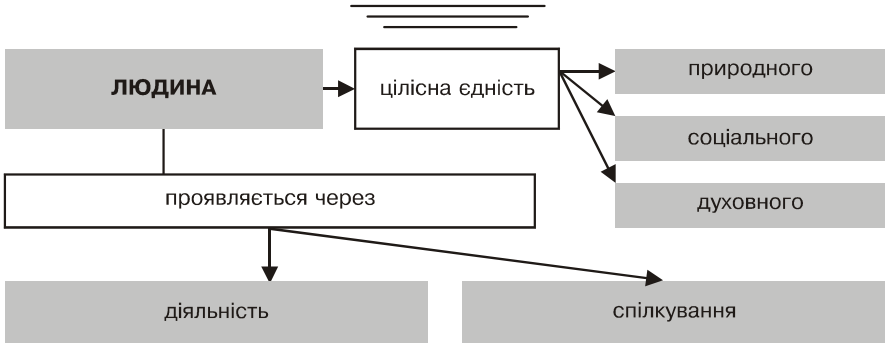 ЛЮДИНА
цілісна єдність
природного
соціального
духовного
проявляється через
діяльність
спілкування